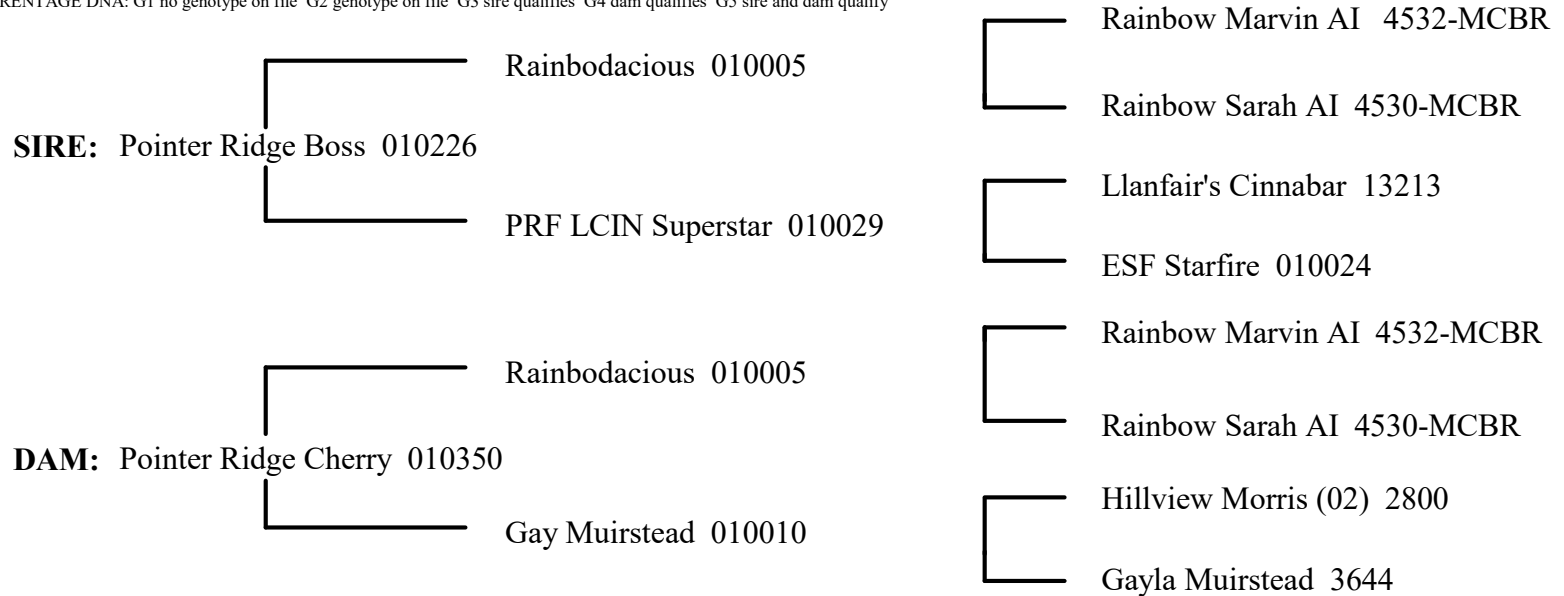 PARENTAGE DNA: G1 no genotype on file G2 genotype on file G3 sire qualifies G4 dam qualifies G5 sire and dam qualify
Rainbow Marvin AI 4532-MCBR
Rainbodacious 010005
Rainbow Sarah AI 4530-MCBR
SIRE: Pointer Ridge Boss 010226
Llanfair's Cinnabar 13213
PRF LCIN Superstar 010029
ESF Starfire 010024
Rainbow Marvin AI 4532-MCBR
Rainbodacious 010005
Rainbow Sarah AI 4530-MCBR
DAM: Pointer Ridge Cherry 010350
Hillview Morris (02) 2800
Gay Muirstead 010010
Gayla Muirstead 3644